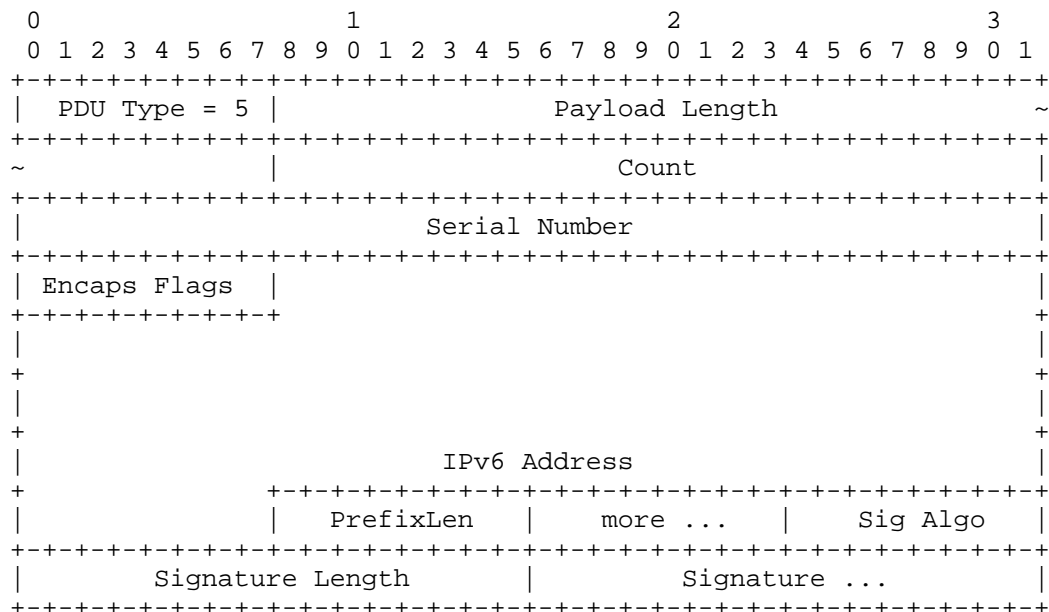 0                   1                   2                   3
0 1 2 3 4 5 6 7 8 9 0 1 2 3 4 5 6 7 8 9 0 1 2 3 4 5 6 7 8 9 0 1
+-+-+-+-+-+-+-+-+-+-+-+-+-+-+-+-+-+-+-+-+-+-+-+-+-+-+-+-+-+-+-+-+
|  PDU Type = 5 |                 Payload Length                ~
+-+-+-+-+-+-+-+-+-+-+-+-+-+-+-+-+-+-+-+-+-+-+-+-+-+-+-+-+-+-+-+-+
~               |                     Count                     |
+-+-+-+-+-+-+-+-+-+-+-+-+-+-+-+-+-+-+-+-+-+-+-+-+-+-+-+-+-+-+-+-+
|                         Serial Number                         |
+-+-+-+-+-+-+-+-+-+-+-+-+-+-+-+-+-+-+-+-+-+-+-+-+-+-+-+-+-+-+-+-+
| Encaps Flags  |                                               |
+-+-+-+-+-+-+-+-+                                               +
|                                                               |
+                                                               +
|                                                               |
+                                                               +
|                          IPv6 Address                         |
+               +-+-+-+-+-+-+-+-+-+-+-+-+-+-+-+-+-+-+-+-+-+-+-+-+
|               |   PrefixLen   |    more ...   |    Sig Algo   |
+-+-+-+-+-+-+-+-+-+-+-+-+-+-+-+-+-+-+-+-+-+-+-+-+-+-+-+-+-+-+-+-+
|        Signature Length       |         Signature ...         |
+-+-+-+-+-+-+-+-+-+-+-+-+-+-+-+-+-+-+-+-+-+-+-+-+-+-+-+-+-+-+-+-+